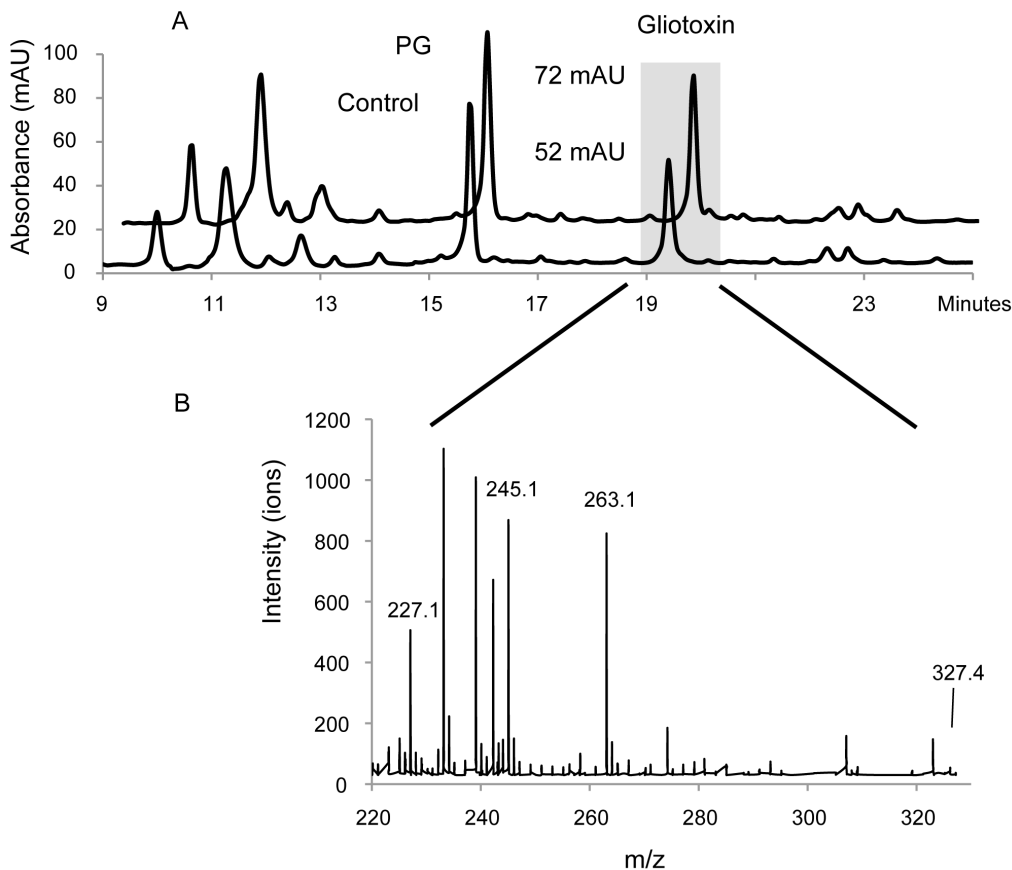 A
Gliotoxin
PG
72 mAU
Control
52 mAU
Absorbance (mAU)
100
80
60
40
20
0
9 11 13 15 17 19 23 Minutes
B
Intensity (ions)
1200
1000
800
600
400
200
0
245.1
263.1
227.1
327.4
220 240 260 280 300 320
m/z